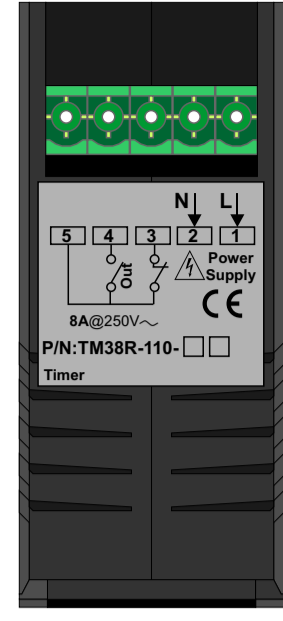 N L
5 4 3 2 1
Out
Power
Supply
CE
8A@250V~
P/N:TM38R-110-
Timer